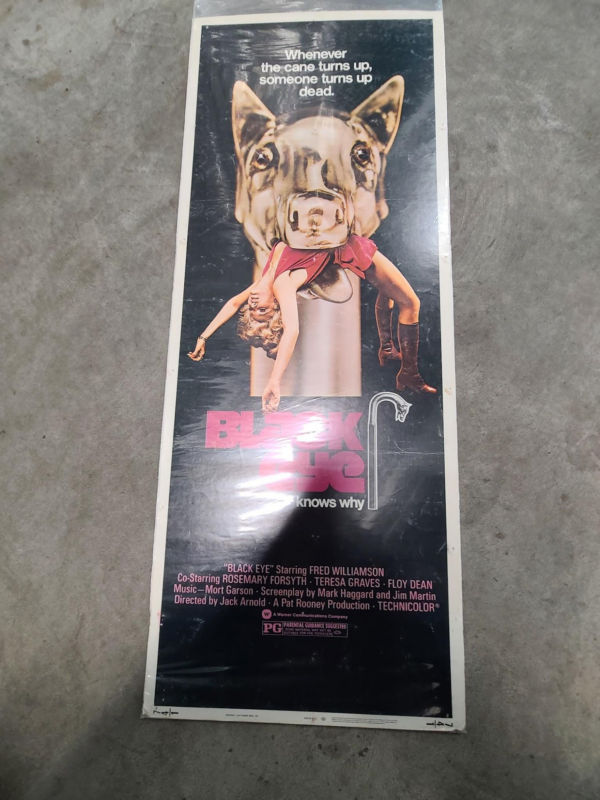 Whenever
the cane turns up,
someone turns up
dead.
BLACK
EYE
knows why
"BLACK EYE" Starring FRED WILLIAMSON
Co-Starring ROSEMARY FORSYTH · TERESA GRAVES · FLOY DEAN
Music—Mort Garson · Screenplay by Mark Haggard and Jim Martin
Directed by Jack Arnold · A Pat Rooney Production · TECHNICOLOR®
A Warner Communications Company
PG PARENTAL GUIDANCE SUGGESTED